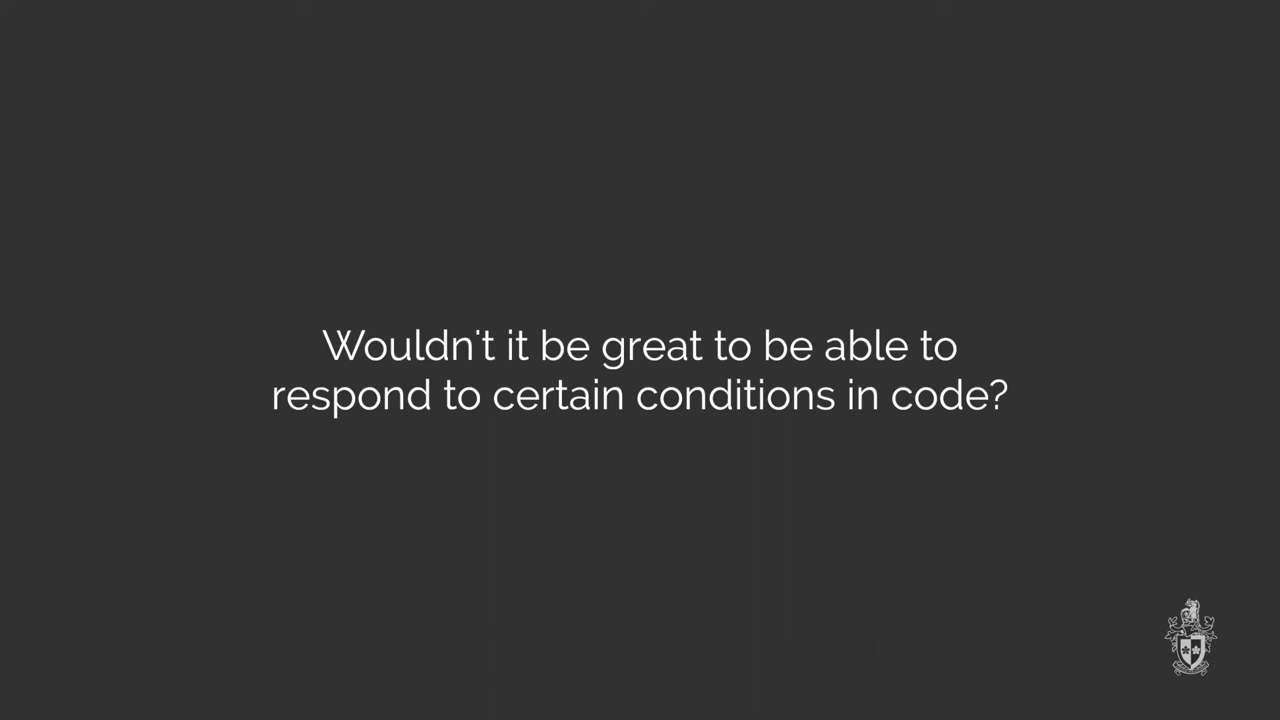 Wouldn't it be great to be able to
respond to certain conditions in code?